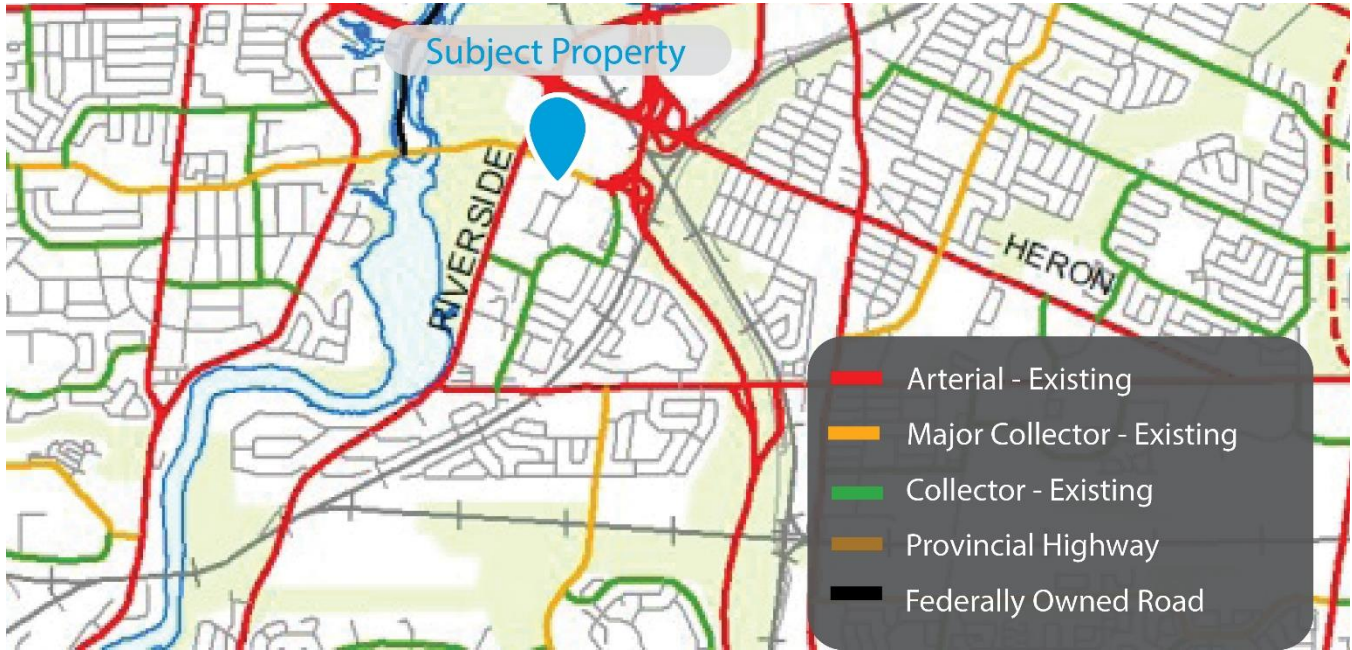 Subject Property
RIVERSIDE
HERON
Arterial - Existing
Major Collector - Existing
Collector - Existing
Provincial Highway
Federally Owned Road